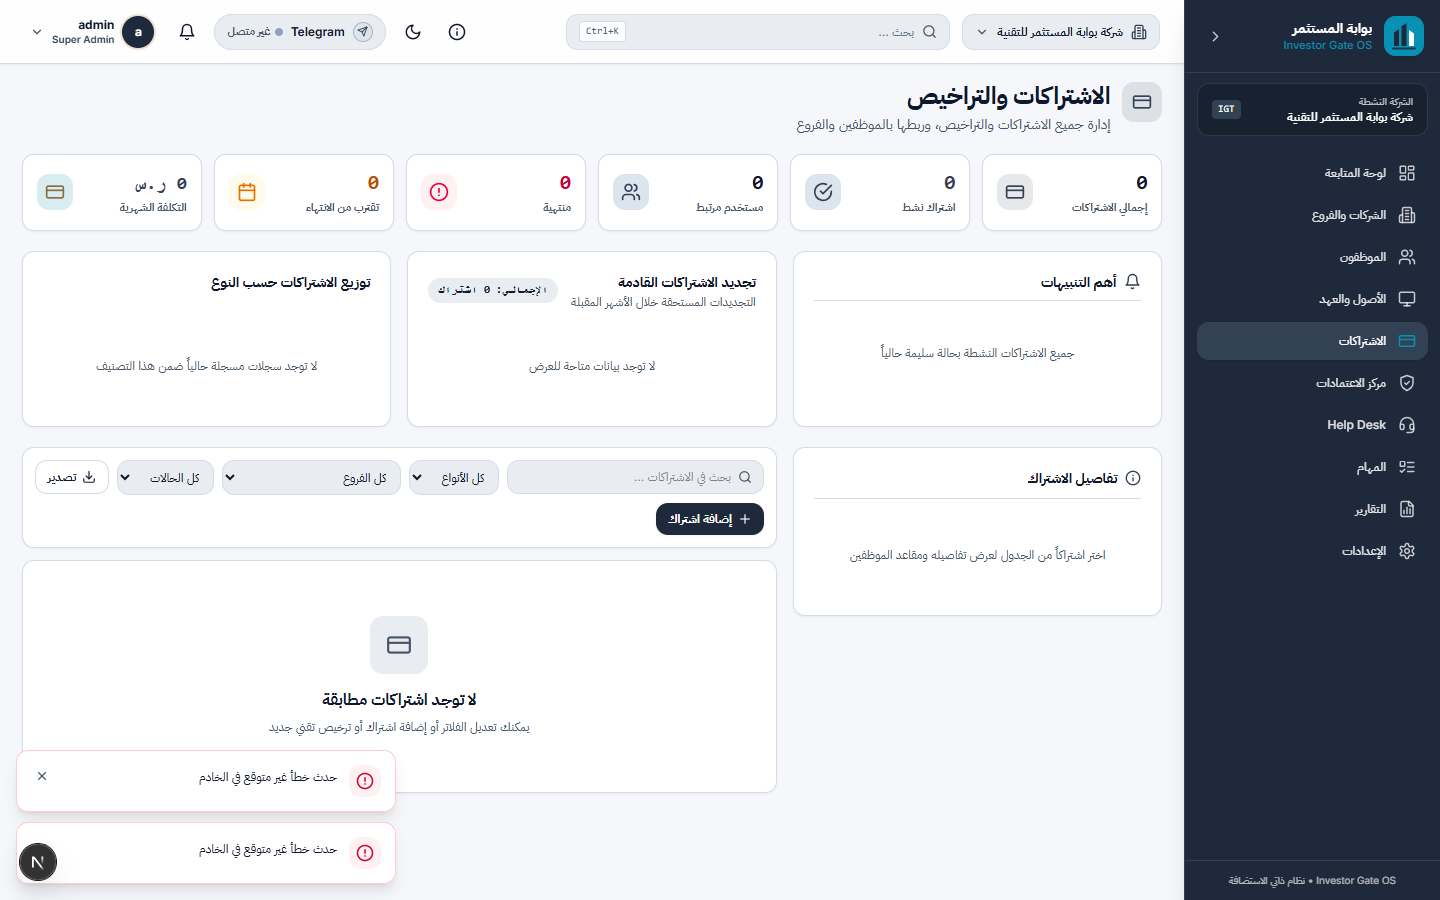 بوابة المستثمر
Investor Gate OS
الشركة النشطة
شركة بوابة المستثمر للتقنية
IGT
لوحة المتابعة
الشركات والفروع
الموظفون
الأصول والعهد
الاشتراكات
مركز الاعتمادات
Help Desk
المهام
التقارير
الإعدادات
Investor Gate OS • نظام ذاتي الاستضافة
شركة بوابة المستثمر للتقنية
بحث ...
Ctrl+K
Telegram
غير متصل
a
admin
Super Admin
الاشتراكات والتراخيص
إدارة جميع الاشتراكات والتراخيص، وربطها بالموظفين والفروع
0
إجمالي الاشتراكات
0
اشتراك نشط
0
مستخدم مرتبط
0
منتهية
0
تقترب من الانتهاء
0 ر.س
التكلفة الشهرية
أهم التنبيهات
جميع الاشتراكات النشطة بحالة سليمة حالياً
تجديد الاشتراكات القادمة
التجديدات المستحقة خلال الأشهر المقبلة
الإجمالي: 0 اشتراك
لا توجد بيانات متاحة للعرض
توزيع الاشتراكات حسب النوع
لا توجد سجلات مسجلة حالياً ضمن هذا التصنيف
تفاصيل الاشتراك
اختر اشتراكاً من الجدول لعرض تفاصيله ومقاعد الموظفين
بحث في الاشتراكات ...
كل الأنواع
كل الفروع
كل الحالات
تصدير
إضافة اشتراك
لا توجد اشتراكات مطابقة
يمكنك تعديل الفلاتر أو إضافة اشتراك أو ترخيص تقني جديد
حدث خطأ غير متوقع في الخادم
حدث خطأ غير متوقع في الخادم
N